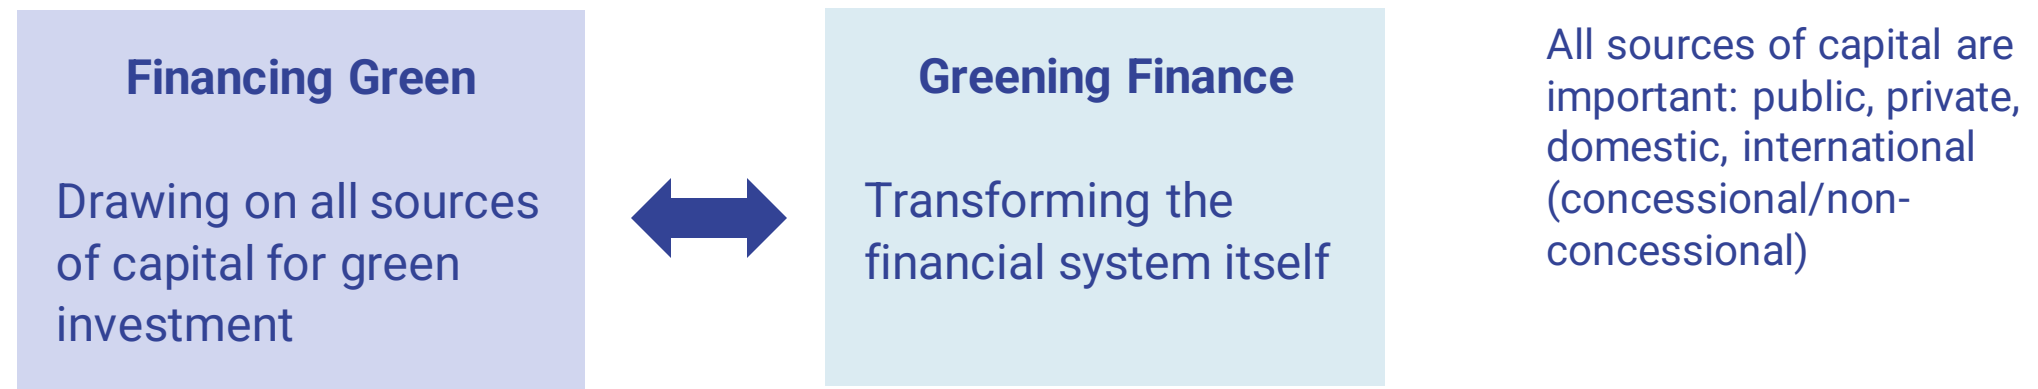 Financing Green
Drawing on all sources
of capital for green
investment
Greening Finance
Transforming the
financial system itself
All sources of capital are
important: public, private,
domestic, international
(concessional/non-
concessional)